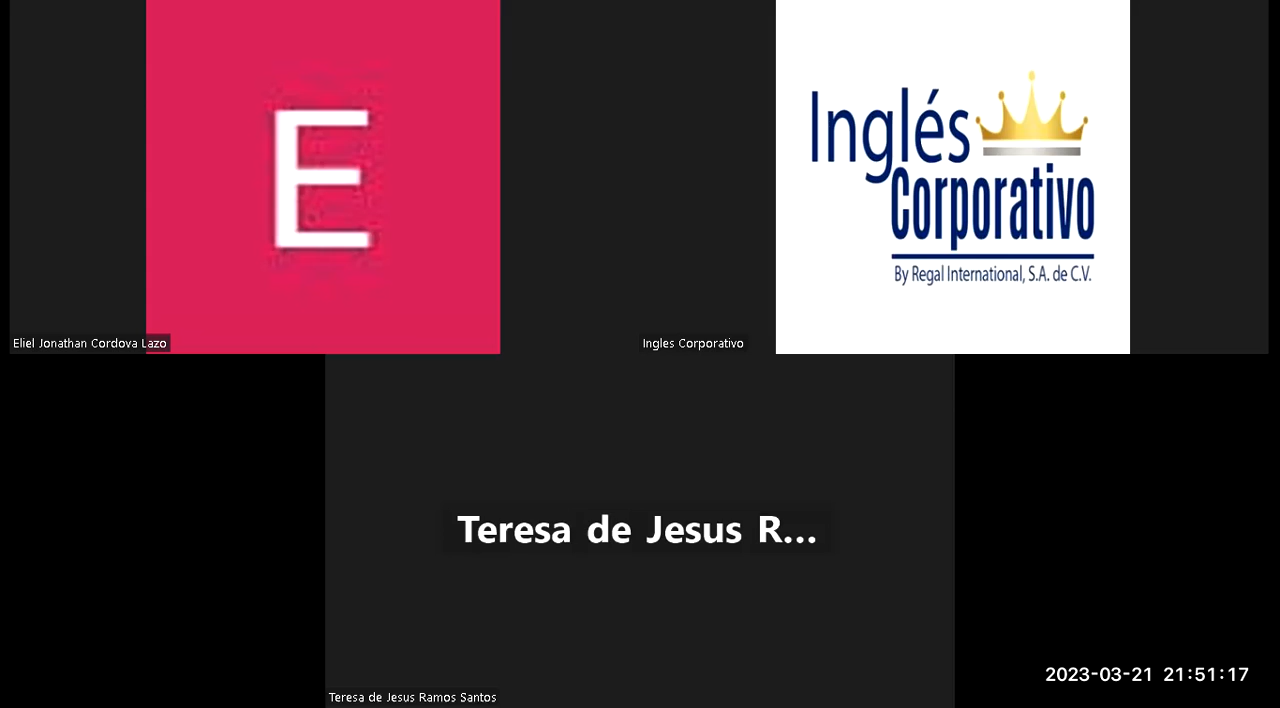 E
Inglés
Corporativo
By Regal International, S.A. de C.V.
Eliel Jonathan Cordova Lazo
Ingles Corporativo
Teresa de Jesus R...
Teresa de Jesus Ramos Santos
2023-03-21 21:51:17